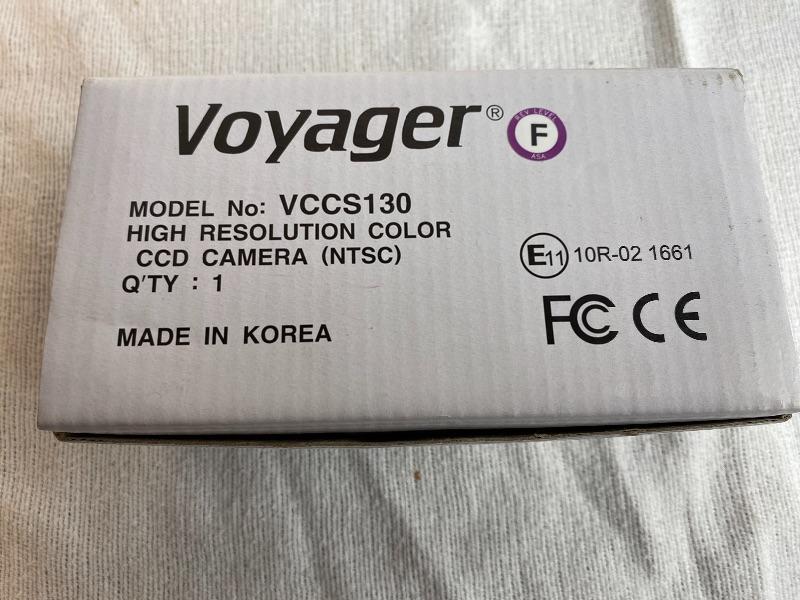 Voyager®
REV LEVEL
F
ASA
MODEL No: VCCS130
HIGH RESOLUTION COLOR
CCD CAMERA (NTSC)
Q'TY : 1
MADE IN KOREA
E11 10R-02 1661
FC CE